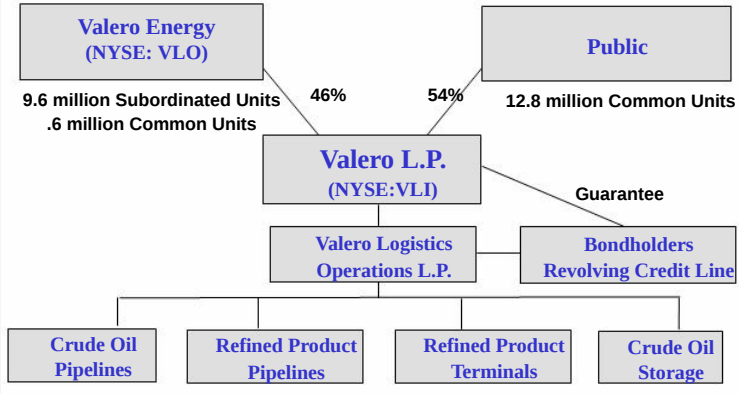 Valero Energy
(NYSE: VLO)
Public
9.6 million Subordinated Units
.6 million Common Units
46%
54%
12.8 million Common Units
Valero L.P.
(NYSE:VLI)
Guarantee
Valero Logistics
Operations L.P.
Bondholders
Revolving Credit Line
Crude Oil
Pipelines
Refined Product
Pipelines
Refined Product
Terminals
Crude Oil
Storage